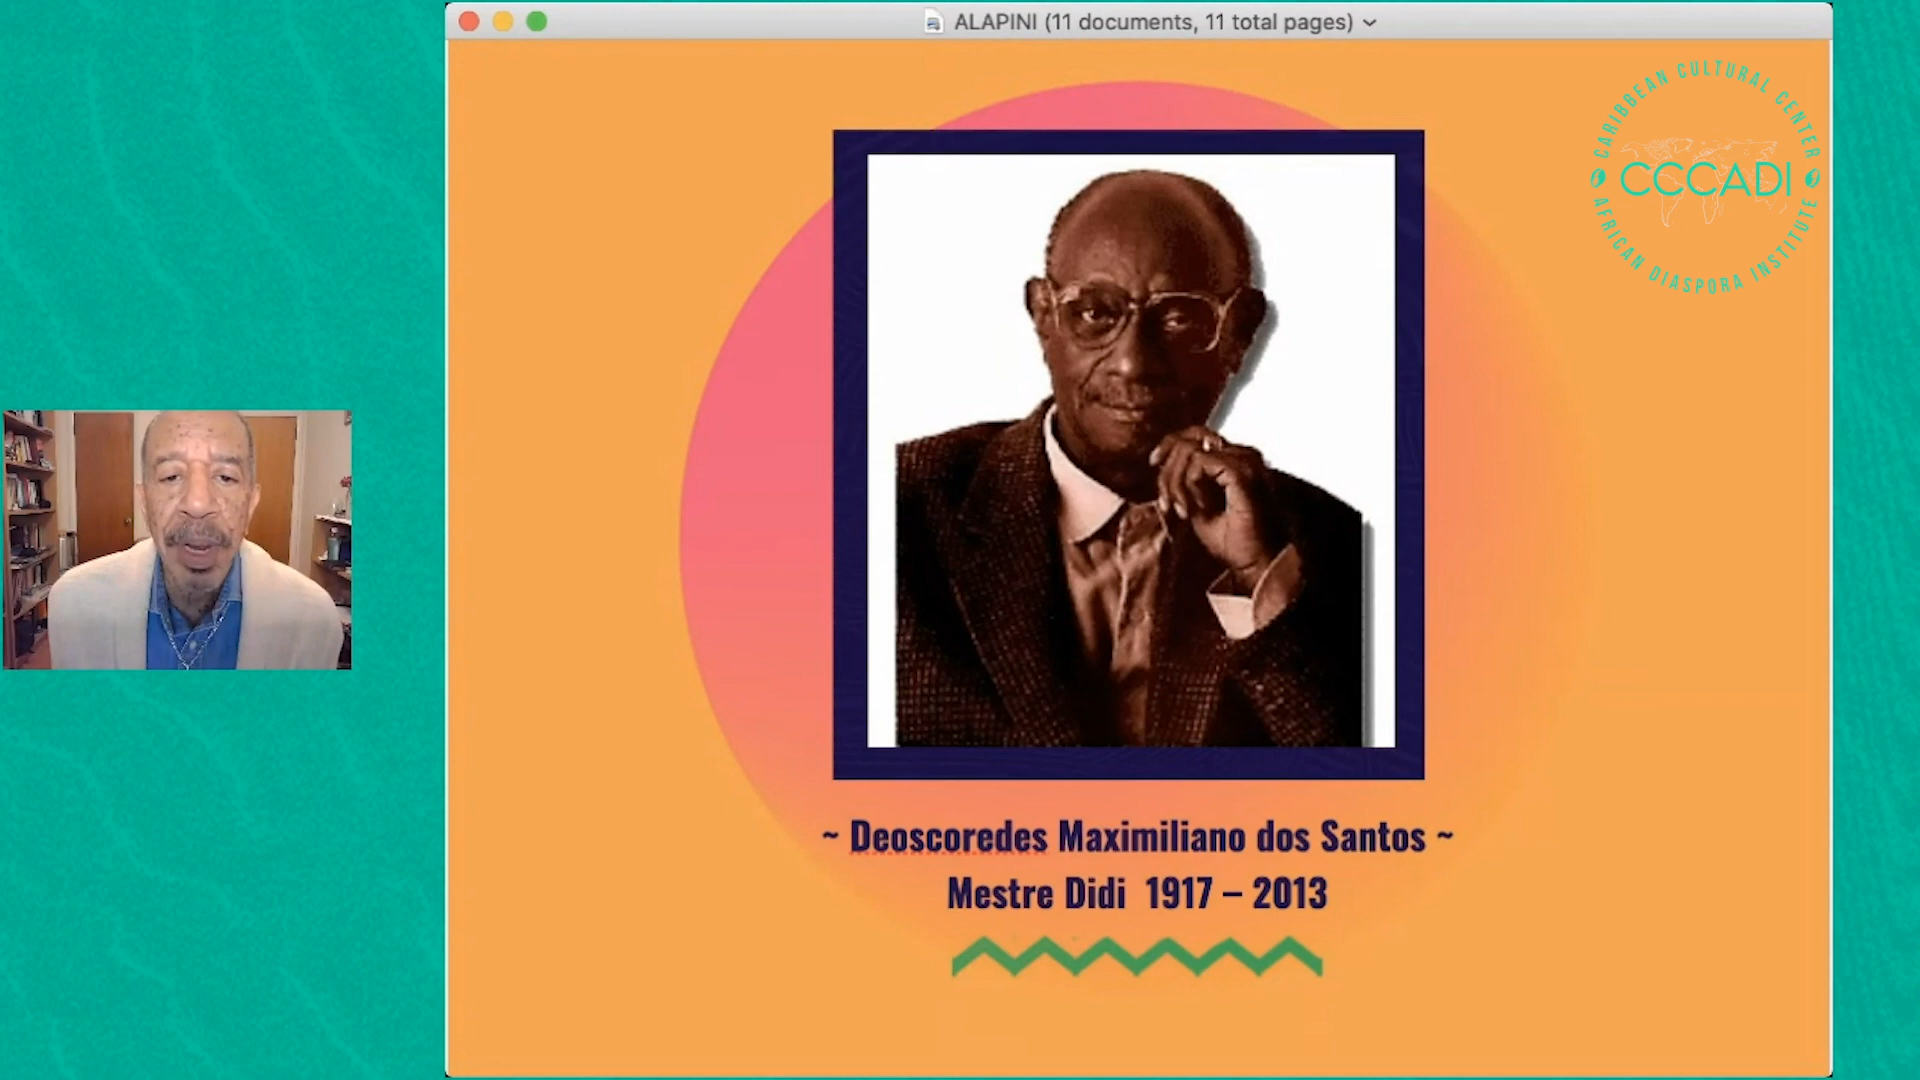 ALAPINI (11 documents, 11 total pages)
CARIBBEAN CULTURAL CENTER
CCCADI
AFRICAN DIASPORA INSTITUTE
~ Deoscoredes Maximiliano dos Santos ~
Mestre Didi 1917 – 2013